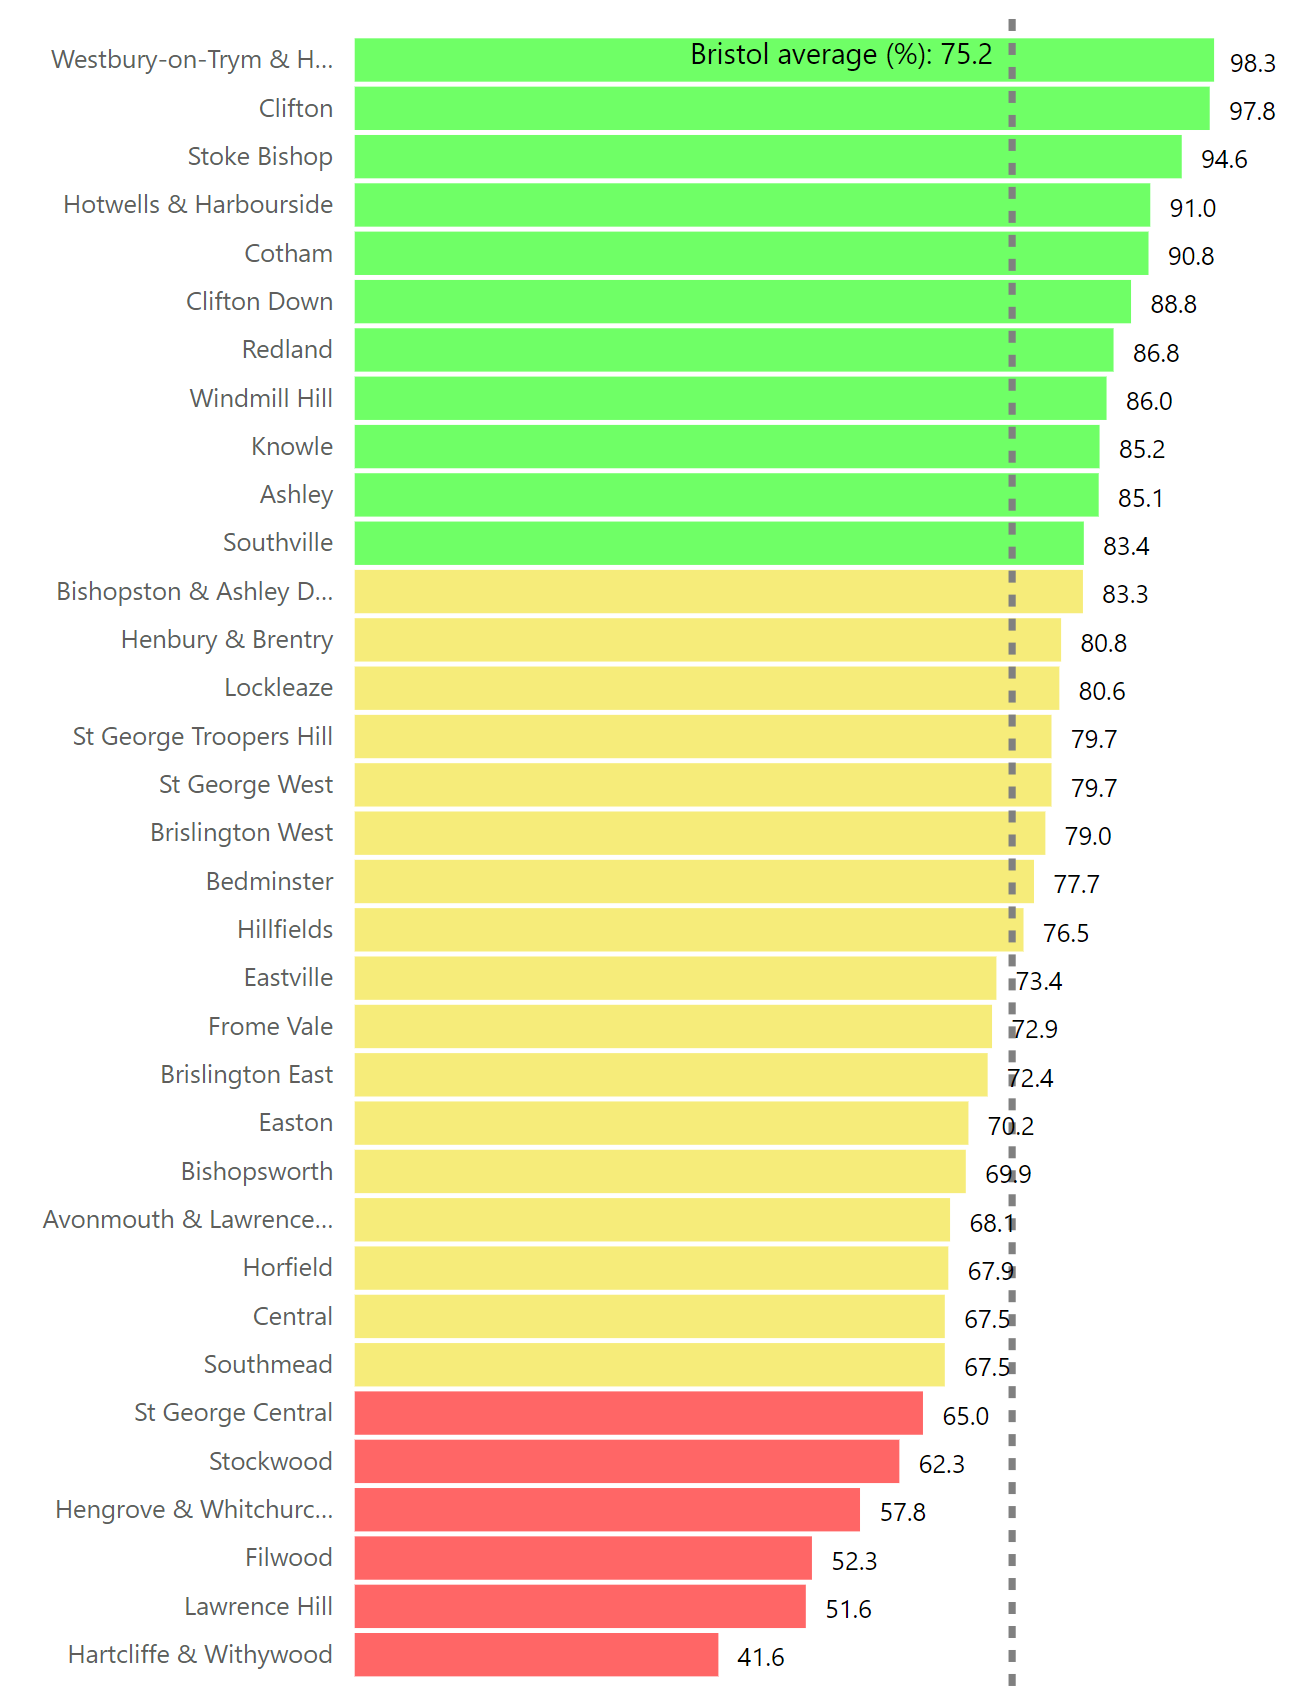 Bristol average (%): 75.2
Westbury-on-Trym & H... 98.3
Clifton 97.8
Stoke Bishop 94.6
Hotwells & Harbourside 91.0
Cotham 90.8
Clifton Down 88.8
Redland 86.8
Windmill Hill 86.0
Knowle 85.2
Ashley 85.1
Southville 83.4
Bishopston & Ashley D... 83.3
Henbury & Brentry 80.8
Lockleaze 80.6
St George Troopers Hill 79.7
St George West 79.7
Brislington West 79.0
Bedminster 77.7
Hillfields 76.5
Eastville 73.4
Frome Vale 72.9
Brislington East 72.4
Easton 70.2
Bishopsworth 69.9
Avonmouth & Lawrence... 68.1
Horfield 67.9
Central 67.5
Southmead 67.5
St George Central 65.0
Stockwood 62.3
Hengrove & Whitchurc... 57.8
Filwood 52.3
Lawrence Hill 51.6
Hartcliffe & Withywood 41.6